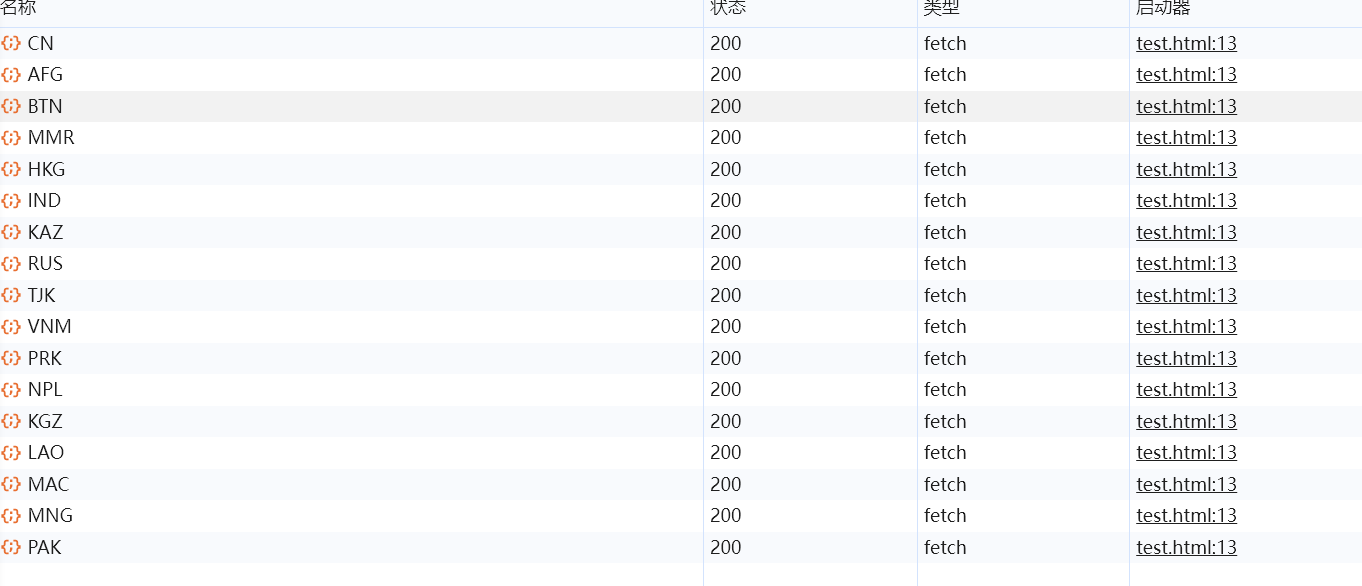 名称 状态 类型 启动器
CN 200 fetch test.html:13
AFG 200 fetch test.html:13
BTN 200 fetch test.html:13
MMR 200 fetch test.html:13
HKG 200 fetch test.html:13
IND 200 fetch test.html:13
KAZ 200 fetch test.html:13
RUS 200 fetch test.html:13
TJK 200 fetch test.html:13
VNM 200 fetch test.html:13
PRK 200 fetch test.html:13
NPL 200 fetch test.html:13
KGZ 200 fetch test.html:13
LAO 200 fetch test.html:13
MAC 200 fetch test.html:13
MNG 200 fetch test.html:13
PAK 200 fetch test.html:13